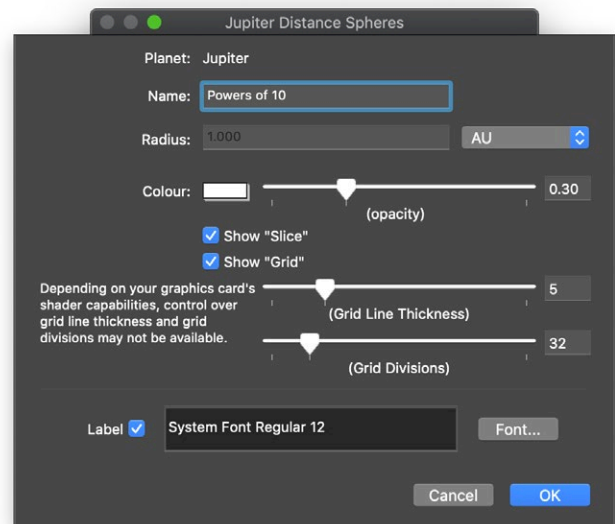 Jupiter Distance Spheres
Planet: Jupiter
Name: Powers of 10
Radius: 1.000 AU
Colour: 0.30
(opacity)
Show "Slice"
Show "Grid"
Depending on your graphics card's
shader capabilities, control over
grid line thickness and grid
divisions may not be available.
5
(Grid Line Thickness)
32
(Grid Divisions)
Label System Font Regular 12 Font...
Cancel OK